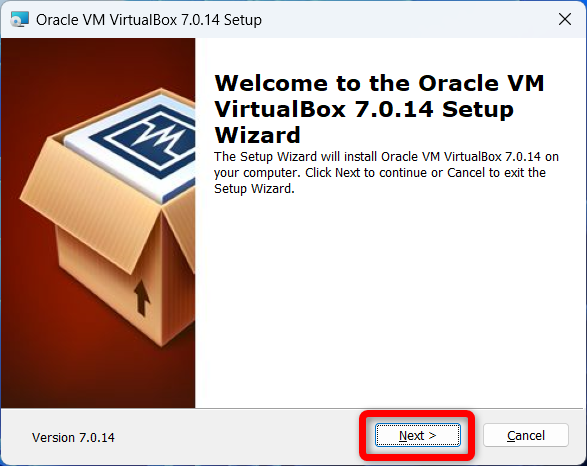 Oracle VM VirtualBox 7.0.14 Setup
Welcome to the Oracle VM
VirtualBox 7.0.14 Setup
Wizard
The Setup Wizard will install Oracle VM VirtualBox 7.0.14 on
your computer. Click Next to continue or Cancel to exit the
Setup Wizard.
Version 7.0.14
Next >
Cancel